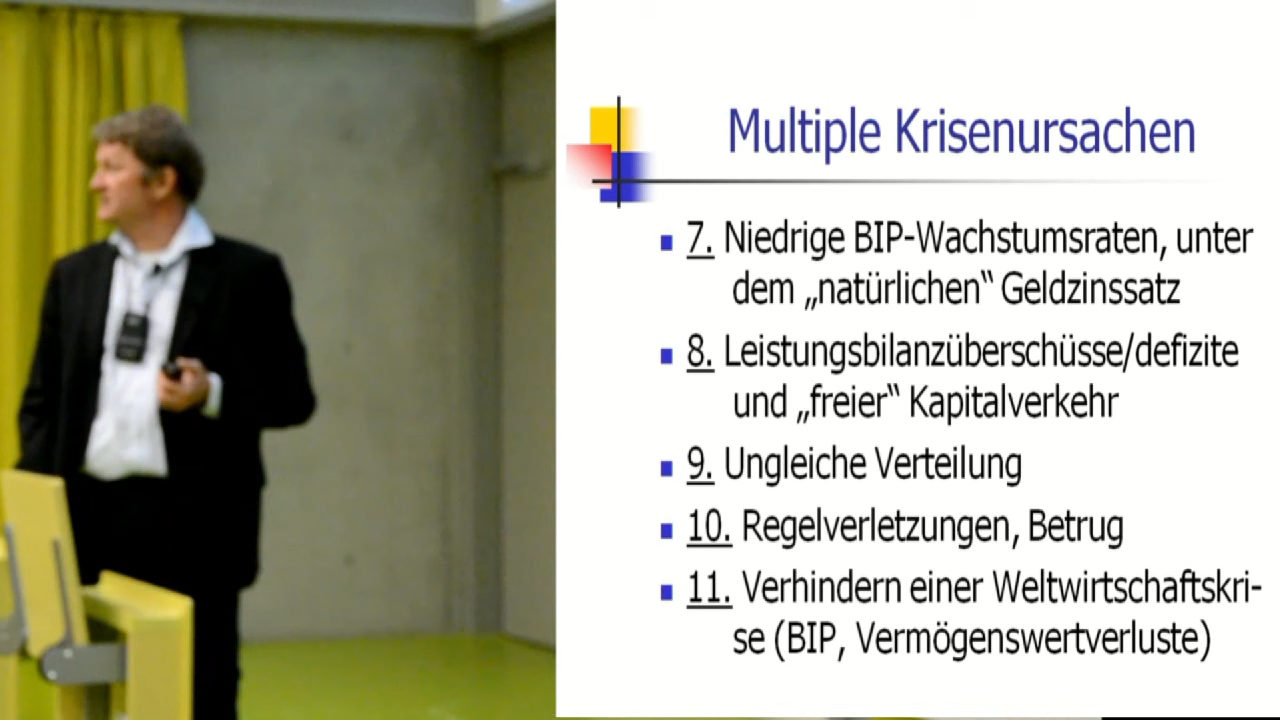 Multiple Krisenursachen
7. Niedrige BIP-Wachstumsraten, unter
dem „natürlichen“ Geldzinssatz
8. Leistungsbilanzüberschüsse/defizite
und „freier“ Kapitalverkehr
9. Ungleiche Verteilung
10. Regelverletzungen, Betrug
11. Verhindern einer Weltwirtschaftskri-
se (BIP, Vermögenswertverluste)